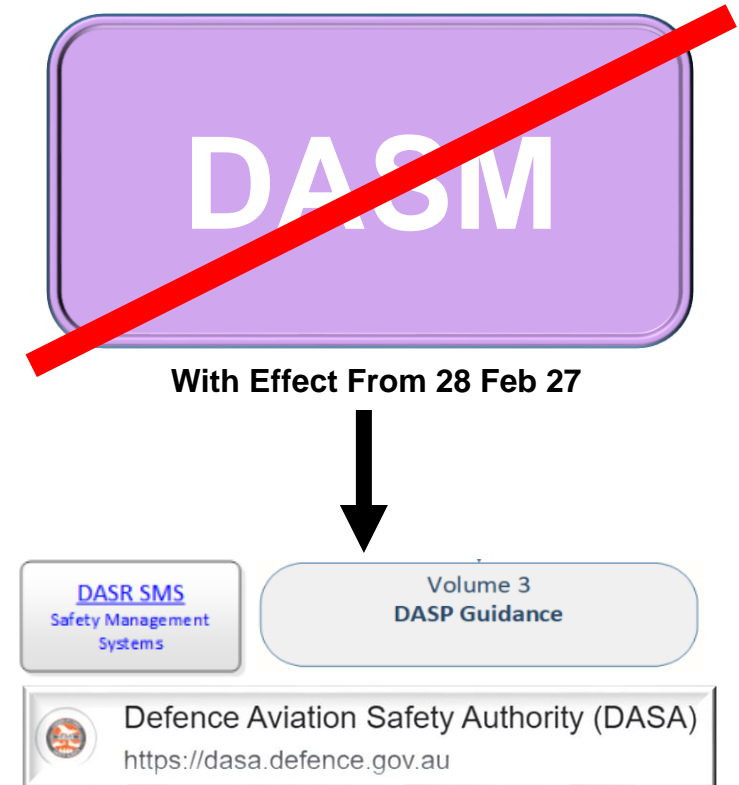 DASM
With Effect From 28 Feb 27
DASR SMS
Safety Management
Systems
Volume 3
DASP Guidance
Defence Aviation Safety Authority (DASA)
https://dasa.defence.gov.au